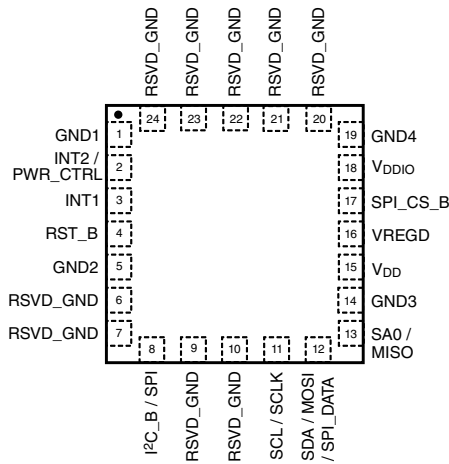 RSVD_GND
RSVD_GND
RSVD_GND
RSVD_GND
RSVD_GND
24
23
22
21
20
GND1
1
INT2 /
PWR_CTRL
2
INT1
3
RST_B
4
GND2
5
RSVD_GND
6
RSVD_GND
7
19
GND4
18
VDDIO
17
SPI_CS_B
16
VREGD
15
VDD
14
GND3
13
SA0 /
MISO
8
9
10
11
12
I²C_B / SPI
RSVD_GND
RSVD_GND
SCL / SCLK
SDA / MOSI
/ SPI_DATA